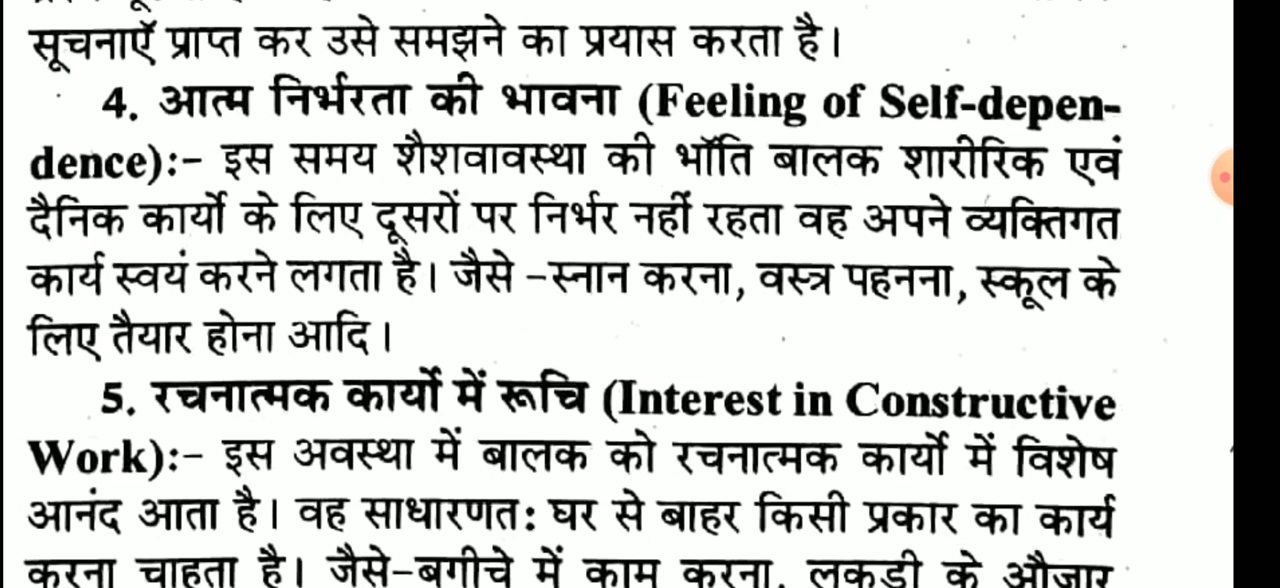 सूचनाएँ प्राप्त कर उसे समझने का प्रयास करता है।
4. आत्म निर्भरता की भावना (Feeling of Self-depen-
dence):- इस समय शैशवावस्था की भाँति बालक शारीरिक एवं
दैनिक कार्यो के लिए दूसरों पर निर्भर नहीं रहता वह अपने व्यक्तिगत
कार्य स्वयं करने लगता है। जैसे -स्नान करना, वस्त्र पहनना, स्कूल के
लिए तैयार होना आदि।
5. रचनात्मक कार्यो में रूचि (Interest in Constructive
Work):- इस अवस्था में बालक को रचनात्मक कार्यो में विशेष
आनंद आता है। वह साधारणत: घर से बाहर किसी प्रकार का कार्य
करना चाहता है। जैसे-बगीचे में काम करना, लकड़ी के औजार